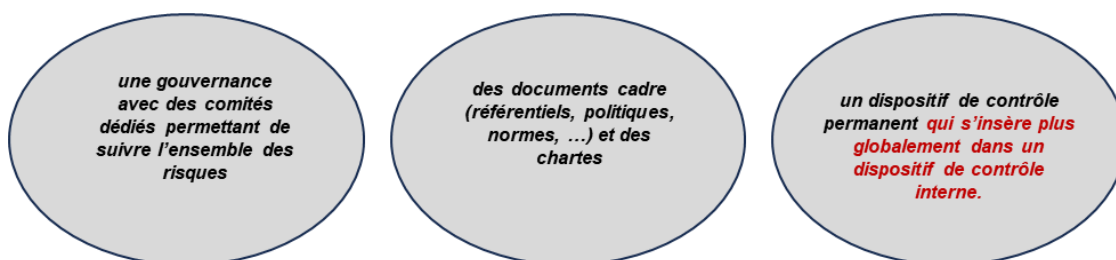 une gouvernance
avec des comités
dédiés permettant de
suivre l'ensemble des
risques
des documents cadre
(référentiels, politiques,
normes, …) et des
chartes
un dispositif de contrôle
permanent qui s'insère plus
globalement dans un
dispositif de contrôle
interne.